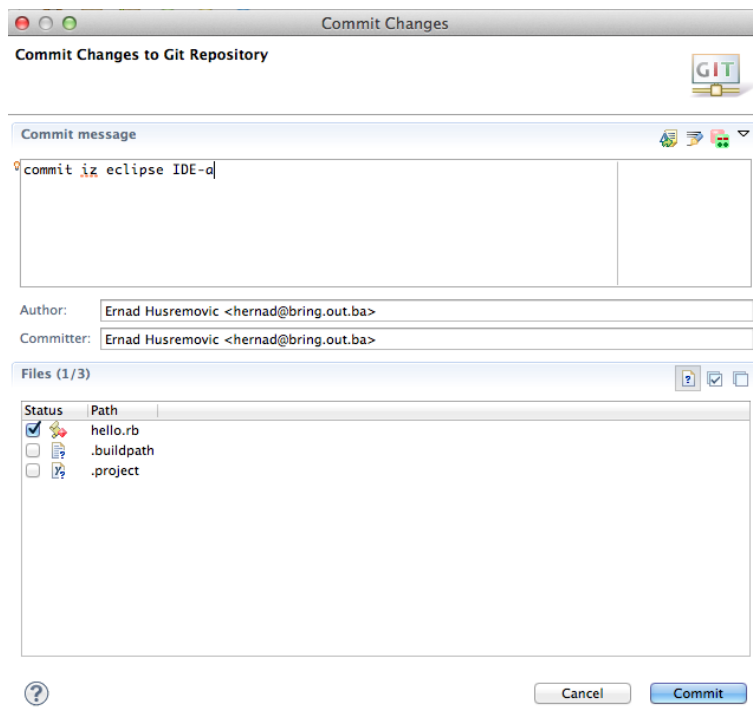 Commit Changes
Commit Changes to Git Repository
GIT
Commit message
commit iz eclipse IDE-a
Author: Ernad Husremovic <hernad@bring.out.ba>
Committer: Ernad Husremovic <hernad@bring.out.ba>
Files (1/3)
Status Path
hello.rb
.buildpath
.project
Cancel Commit